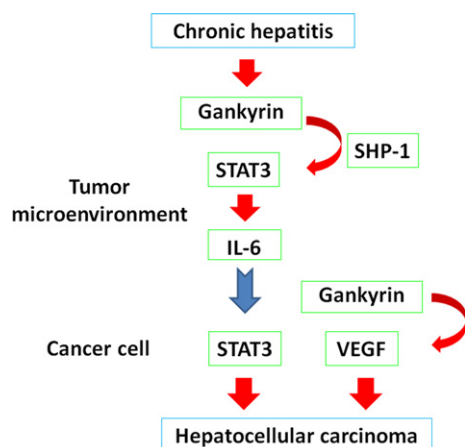 Chronic hepatitis
Gankyrin
SHP-1
STAT3
Tumor
microenvironment
IL-6
Gankyrin
Cancer cell
STAT3
VEGF
Hepatocellular carcinoma